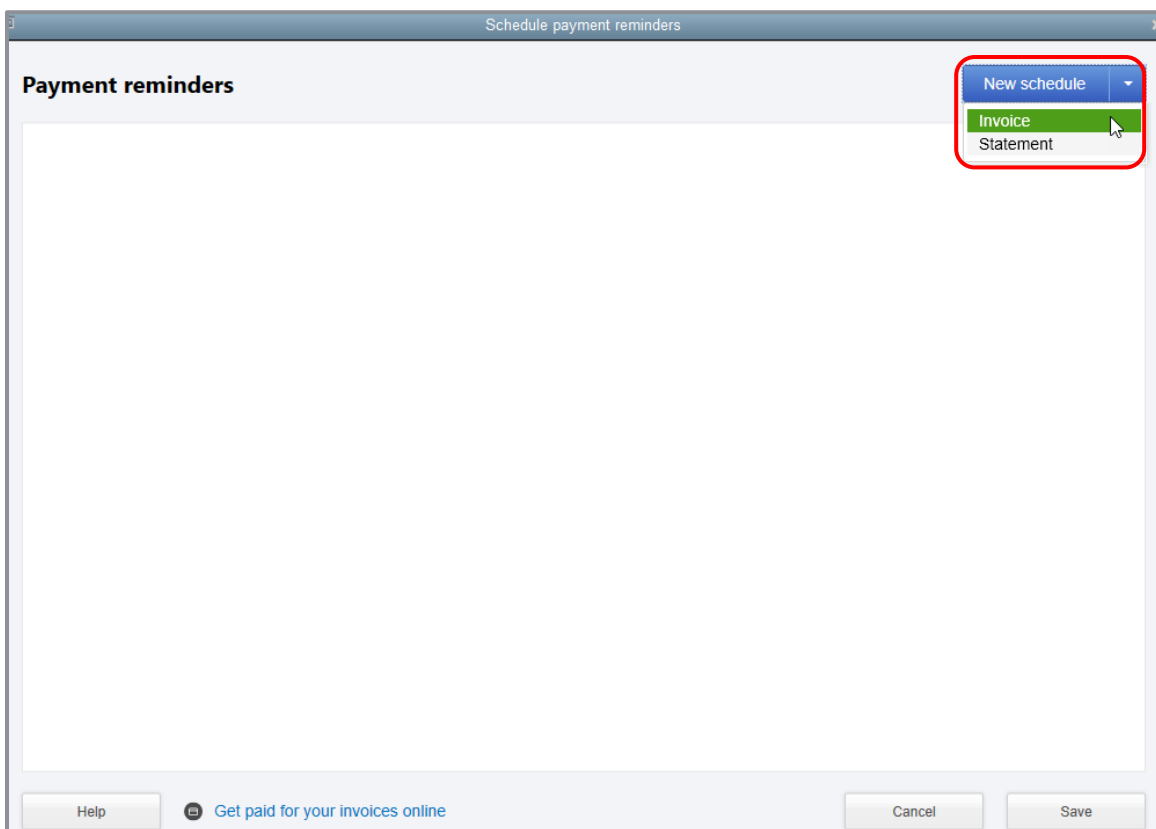 Schedule payment reminders
Payment reminders
New schedule
Invoice
Statement
Help
Get paid for your invoices online
Cancel
Save